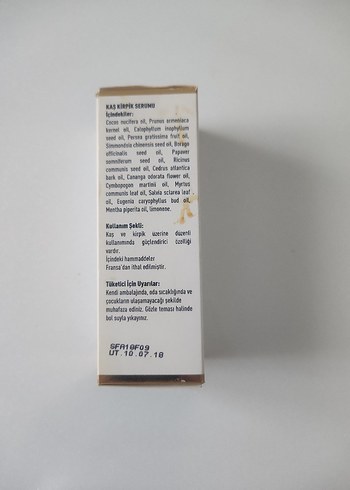 KAŞ KİRPİK SERUMU
İçindekiler:
Cocos nucifera oil, Prunus armeniaca
kernel oil, Calophyllum inophyllum
seed oil, Persea gratissima fruit oil,
Simmondsia chinensis seed oil, Borago
officinalis seed oil, Papaver
somniferum seed oil, Ricinus
communis seed oil, Cedrus atlantica
bark oil, Cananga odorata flower oil,
Cymbopogon martinii oil, Myrtus
communis leaf oil, Salvia sclarea leaf
oil, Eugenia caryophyllus bud oil,
Mentha piperita oil, limonene.
Kullanım Şekli:
Kaş ve kirpik üzerine düzenli
kullanımında güçlendirici özelliği
vardır.
İçindeki hammaddeler
Fransa'dan ithal edilmiştir.
Tüketici İçin Uyarılar:
Kendi ambalajında, oda sıcaklığında ve
çocukların ulaşamayacağı şekilde
muhafaza ediniz. Gözle teması halinde
bol suyla yıkayınız.
SFA18F09
UT.10.07.18